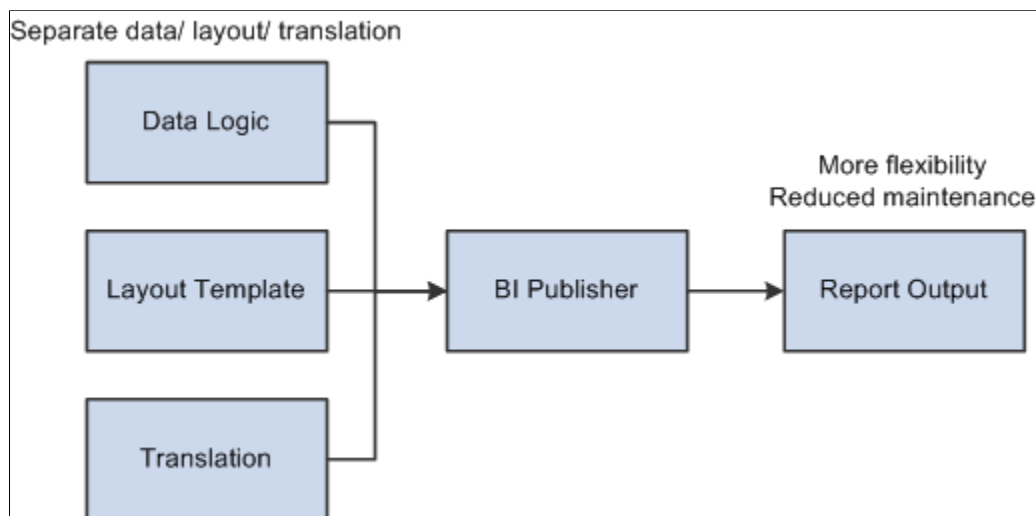 Separate data/ layout/ translation
Data Logic
More flexibility
Reduced maintenance
Layout Template
BI Publisher
Report Output
Translation